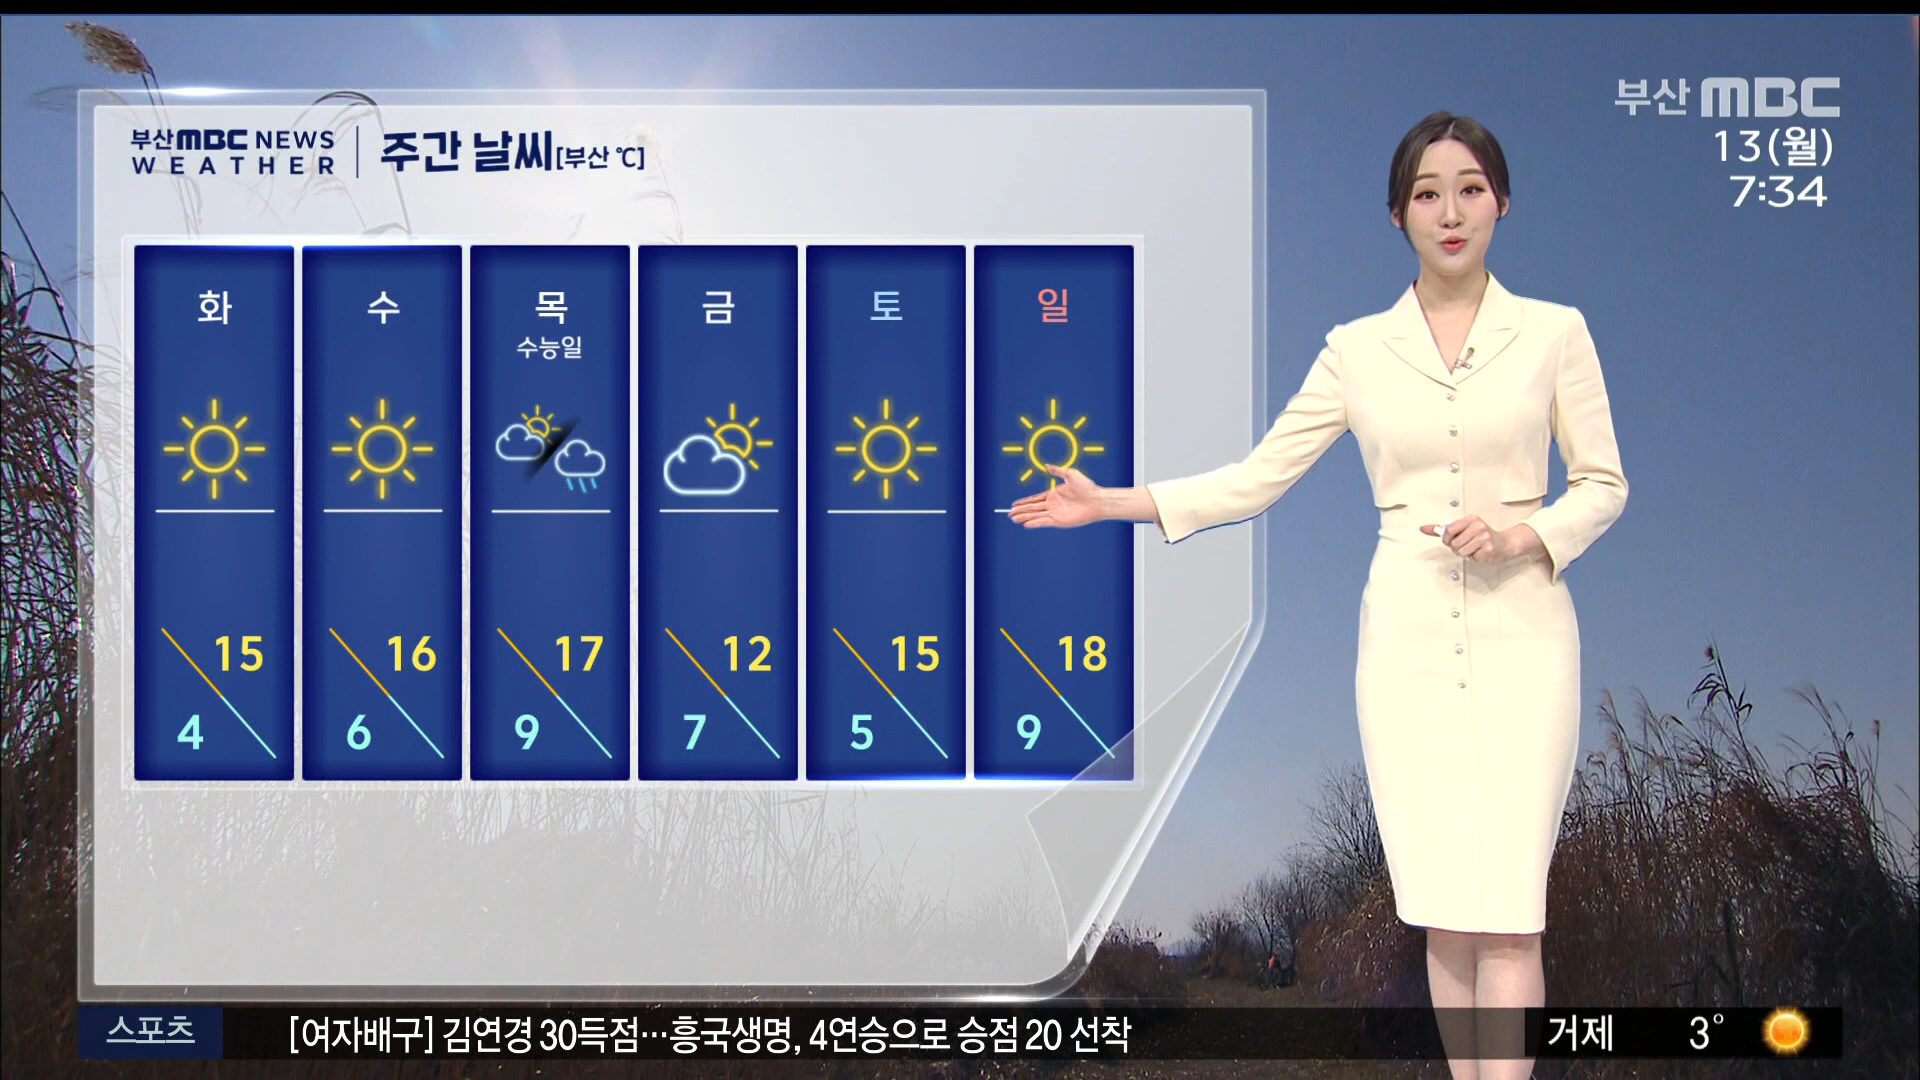 부산MBC NEWS
WEATHER
주간 날씨[부산 ℃]
부산 MBC
13(월)
7:34
화
15
4
수
16
6
목
수능일
17
9
금
12
7
토
15
5
일
18
9
스포츠
[여자배구] 김연경 30득점…흥국생명, 4연승으로 승점 20 선착
거제 3°